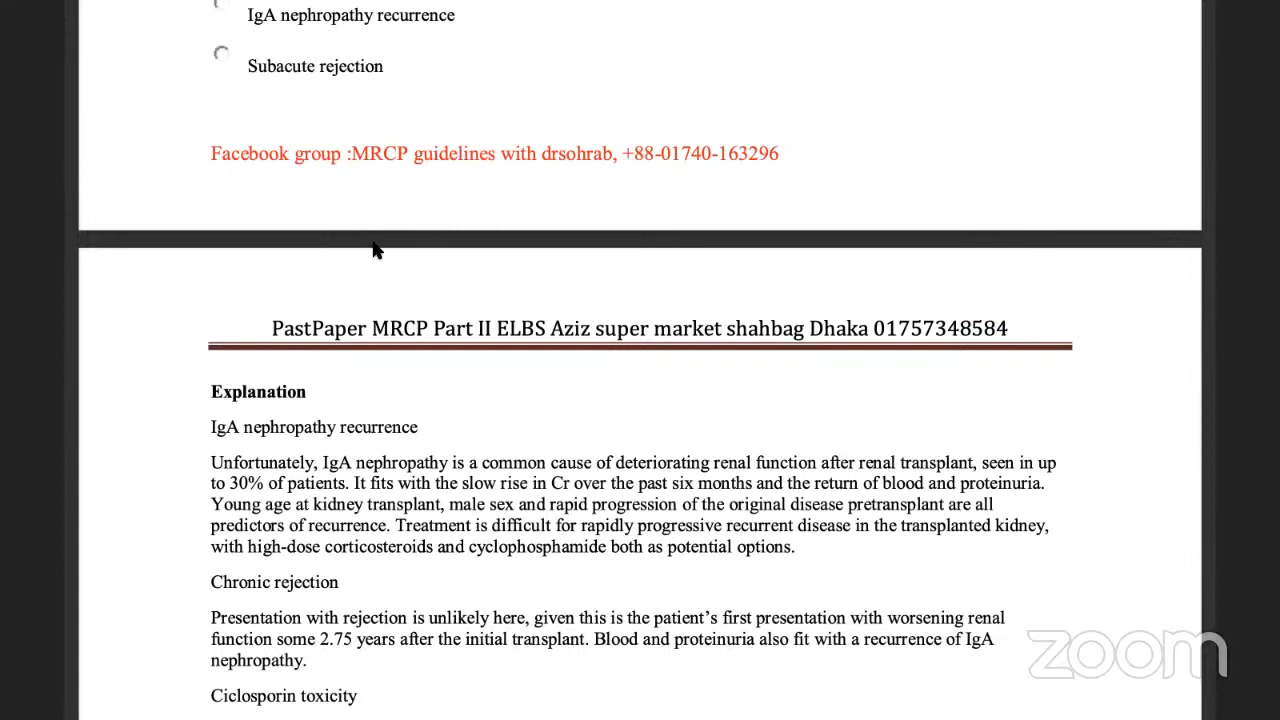 IgA nephropathy recurrence
Subacute rejection
Facebook group :MRCP guidelines with drsohrab, +88-01740-163296
PastPaper MRCP Part II ELBS Aziz super market shahbag Dhaka 01757348584
Explanation
IgA nephropathy recurrence
Unfortunately, IgA nephropathy is a common cause of deteriorating renal function after renal transplant, seen in up
to 30% of patients. It fits with the slow rise in Cr over the past six months and the return of blood and proteinuria.
Young age at kidney transplant, male sex and rapid progression of the original disease pretransplant are all
predictors of recurrence. Treatment is difficult for rapidly progressive recurrent disease in the transplanted kidney,
with high-dose corticosteroids and cyclophosphamide both as potential options.
Chronic rejection
Presentation with rejection is unlikely here, given this is the patient’s first presentation with worsening renal
function some 2.75 years after the initial transplant. Blood and proteinuria also fit with a recurrence of IgA
nephropathy.
zoom
Ciclosporin toxicity